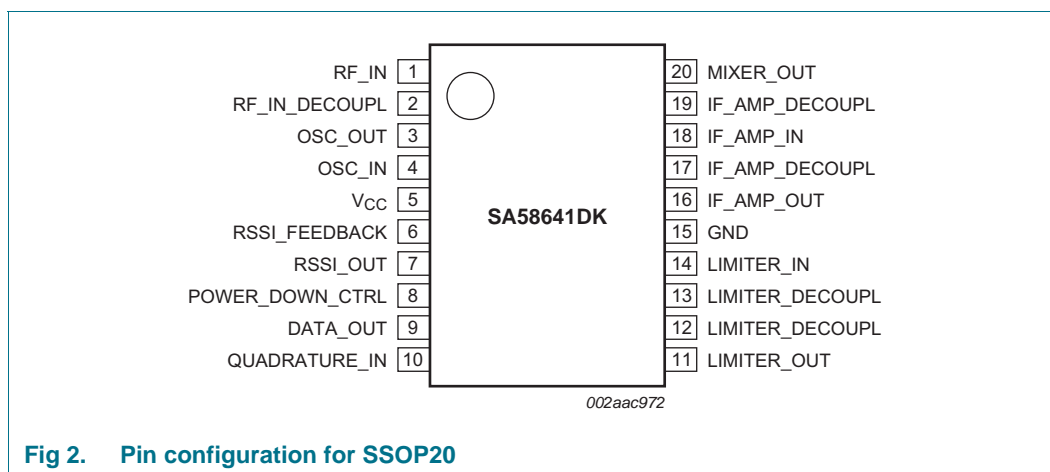 RF_IN 1
RF_IN_DECOUPL 2
OSC_OUT 3
OSC_IN 4
VCC 5
RSSI_FEEDBACK 6
RSSI_OUT 7
POWER_DOWN_CTRL 8
DATA_OUT 9
QUADRATURE_IN 10
SA58641DK
20 MIXER_OUT
19 IF_AMP_DECOUPL
18 IF_AMP_IN
17 IF_AMP_DECOUPL
16 IF_AMP_OUT
15 GND
14 LIMITER_IN
13 LIMITER_DECOUPL
12 LIMITER_DECOUPL
11 LIMITER_OUT
002aac972
Fig 2. Pin configuration for SSOP20